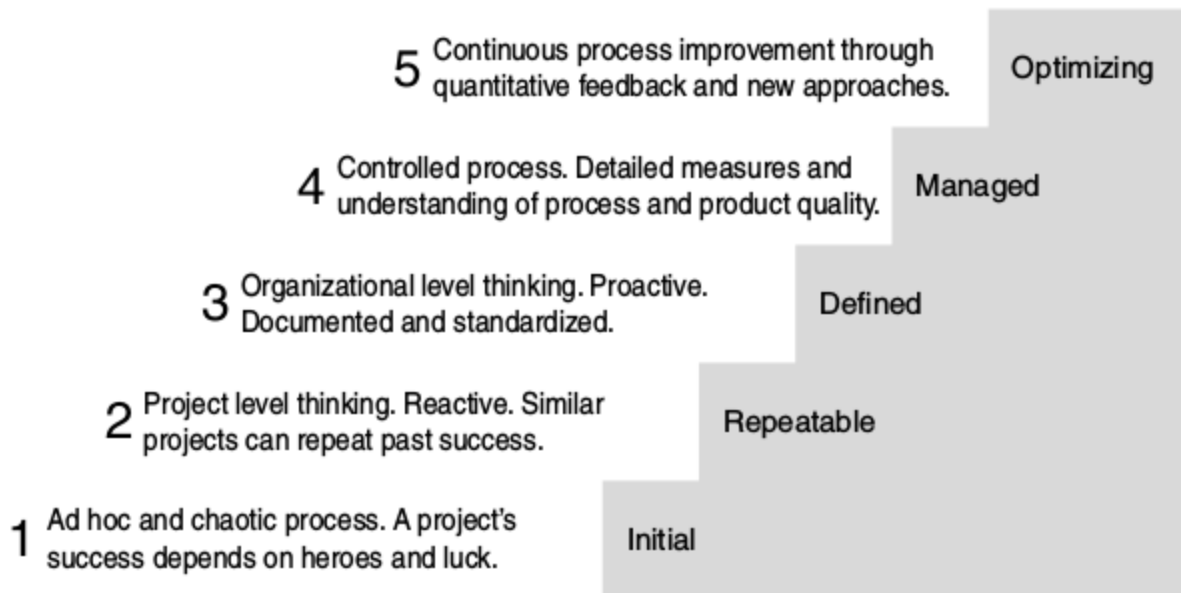 5 Continuous process improvement through
quantitative feedback and new approaches.
Optimizing
4 Controlled process. Detailed measures and
understanding of process and product quality.
Managed
3 Organizational level thinking. Proactive.
Documented and standardized.
Defined
2 Project level thinking. Reactive. Similar
projects can repeat past success.
Repeatable
1 Ad hoc and chaotic process. A project’s
success depends on heroes and luck.
Initial